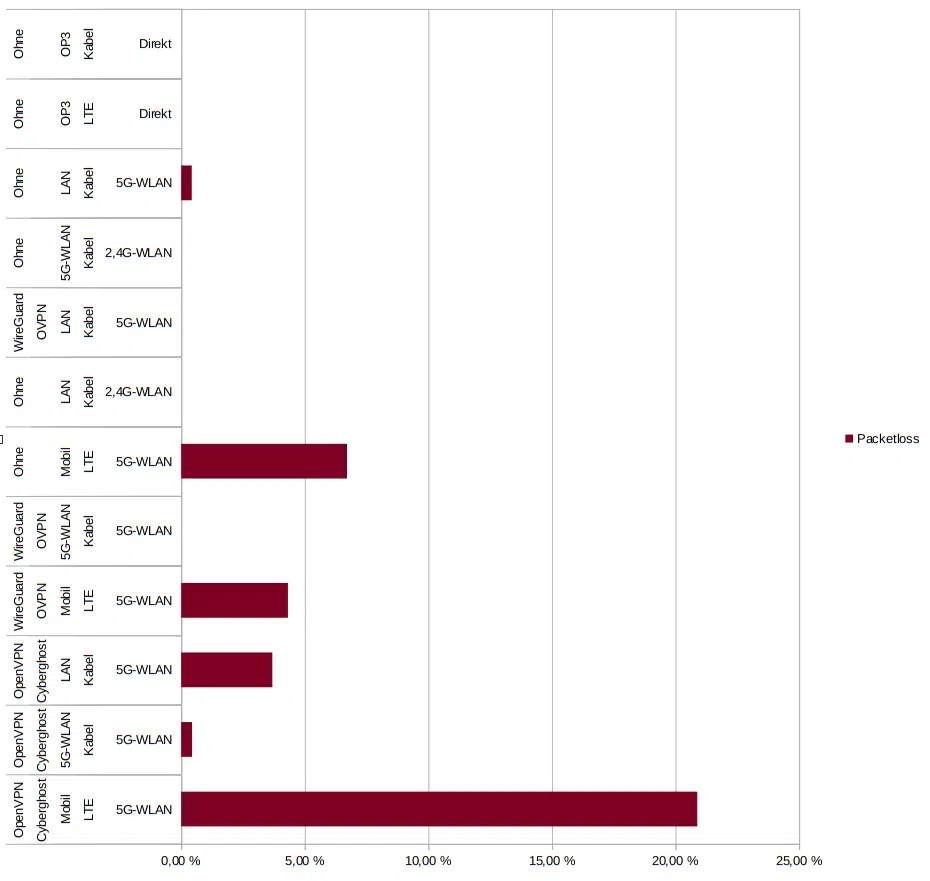 Ohne OP3 Kabel Direkt
Ohne OP3 LTE Direkt
Ohne LAN Kabel 5G-WLAN
Ohne 5G-WLAN Kabel 2,4G-WLAN
WireGuard OVPN LAN Kabel 5G-WLAN
Ohne LAN Kabel 2,4G-WLAN
Ohne Mobil LTE 5G-WLAN
WireGuard OVPN 5G-WLAN Kabel 5G-WLAN
WireGuard OVPN Mobil LTE 5G-WLAN
OpenVPN Cyberghost LAN Kabel 5G-WLAN
OpenVPN Cyberghost 5G-WLAN Kabel 5G-WLAN
OpenVPN Cyberghost Mobil LTE 5G-WLAN
0,00 % 5,00 % 10,00 % 15,00 % 20,00 % 25,00 %
Packetloss